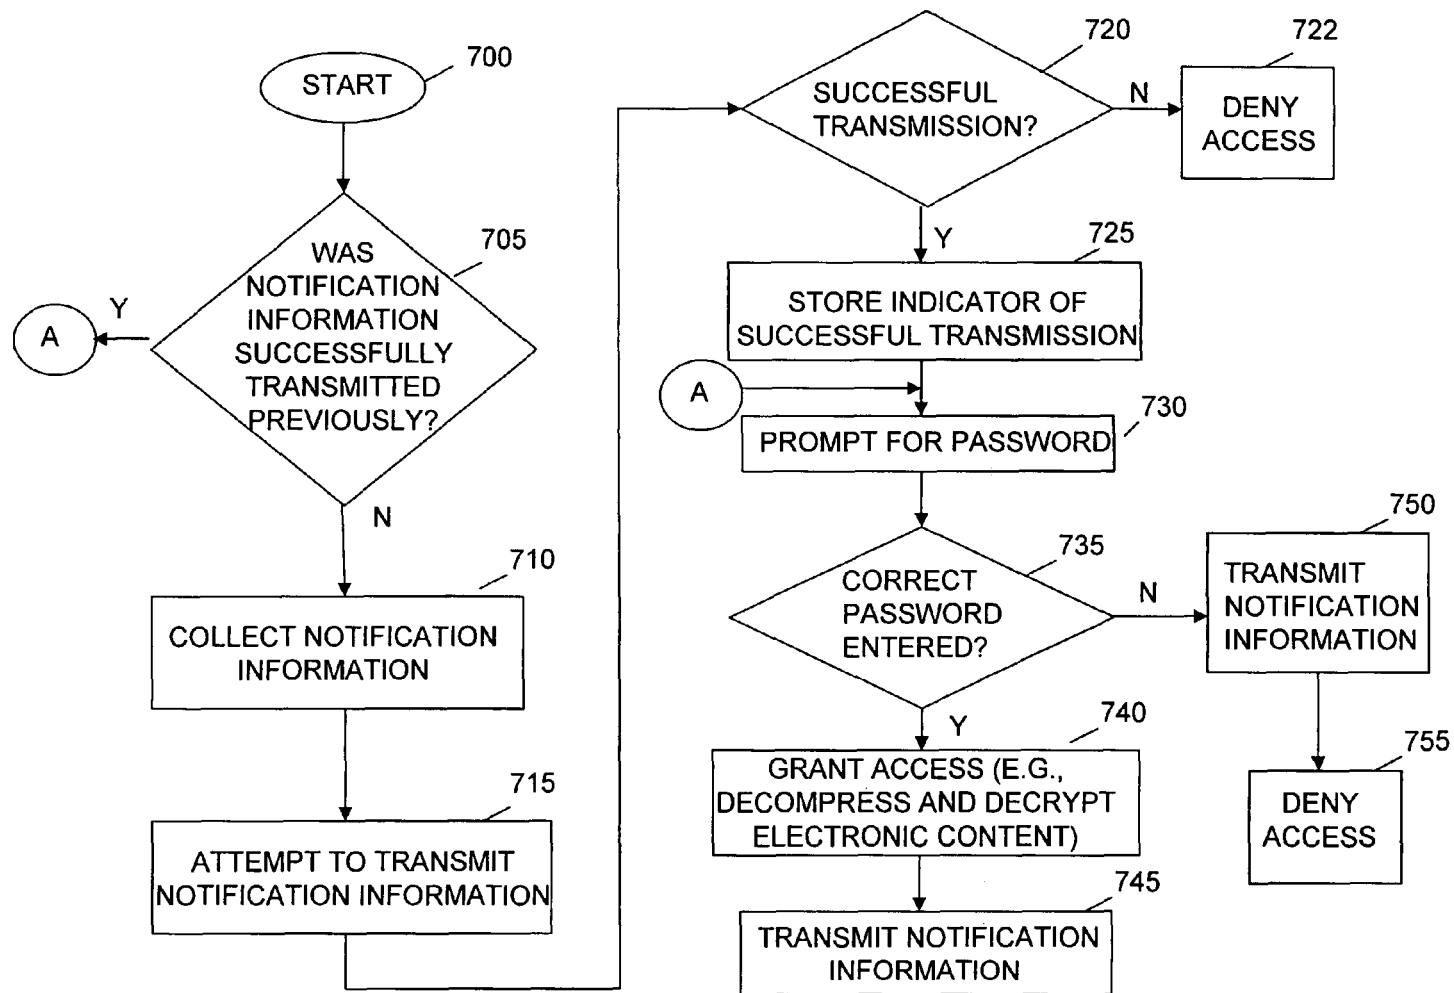 700
START
705
WAS
NOTIFICATION
INFORMATION
SUCCESSFULLY
TRANSMITTED
PREVIOUSLY?
Y
A
N
710
COLLECT NOTIFICATION
INFORMATION
715
ATTEMPT TO TRANSMIT
NOTIFICATION INFORMATION
720
SUCCESSFUL
TRANSMISSION?
N
722
DENY
ACCESS
Y
725
STORE INDICATOR OF
SUCCESSFUL TRANSMISSION
A
730
PROMPT FOR PASSWORD
735
CORRECT
PASSWORD
ENTERED?
N
750
TRANSMIT
NOTIFICATION
INFORMATION
755
DENY
ACCESS
Y
740
GRANT ACCESS (E.G.,
DECOMPRESS AND DECRYPT
ELECTRONIC CONTENT)
745
TRANSMIT NOTIFICATION
INFORMATION